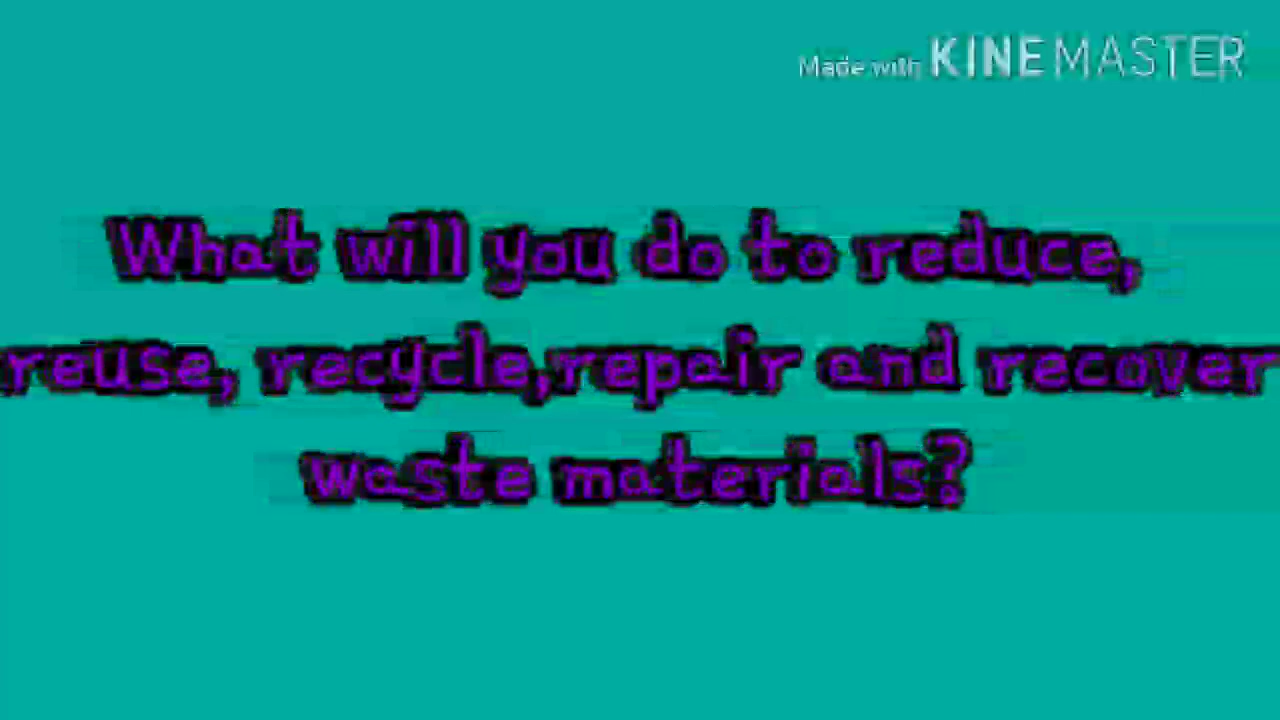 Made with KINEMASTER
What will you do to reduce,
reuse, recycle,repair and recover
waste materials?